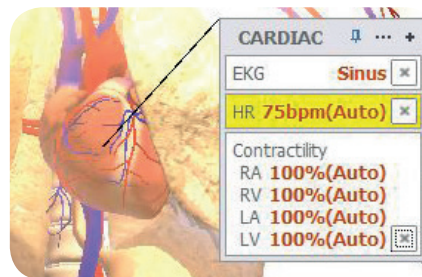 CARDIAC
EKG Sinus
HR 75bpm(Auto)
Contractility
RA 100%(Auto)
RV 100%(Auto)
LA 100%(Auto)
LV 100%(Auto)